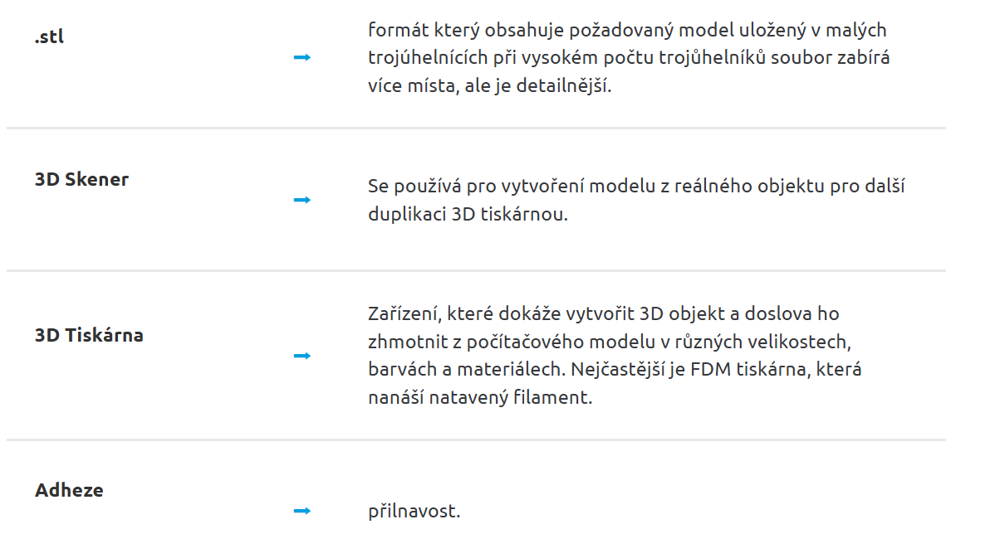 .stl
formát který obsahuje požadovaný model uložený v malých
trojúhelnících při vysokém počtu trojůhelníků soubor zabírá
více místa, ale je detailnější.
3D Skener
Se používá pro vytvoření modelu z reálného objektu pro další
duplikaci 3D tiskárnou.
3D Tiskárna
Zařízení, které dokáže vytvořit 3D objekt a doslova ho
zhmotnit z počítačového modelu v různých velikostech,
barvách a materiálech. Nejčastější je FDM tiskárna, která
nanáší natavený filament.
Adheze
přilnavost.